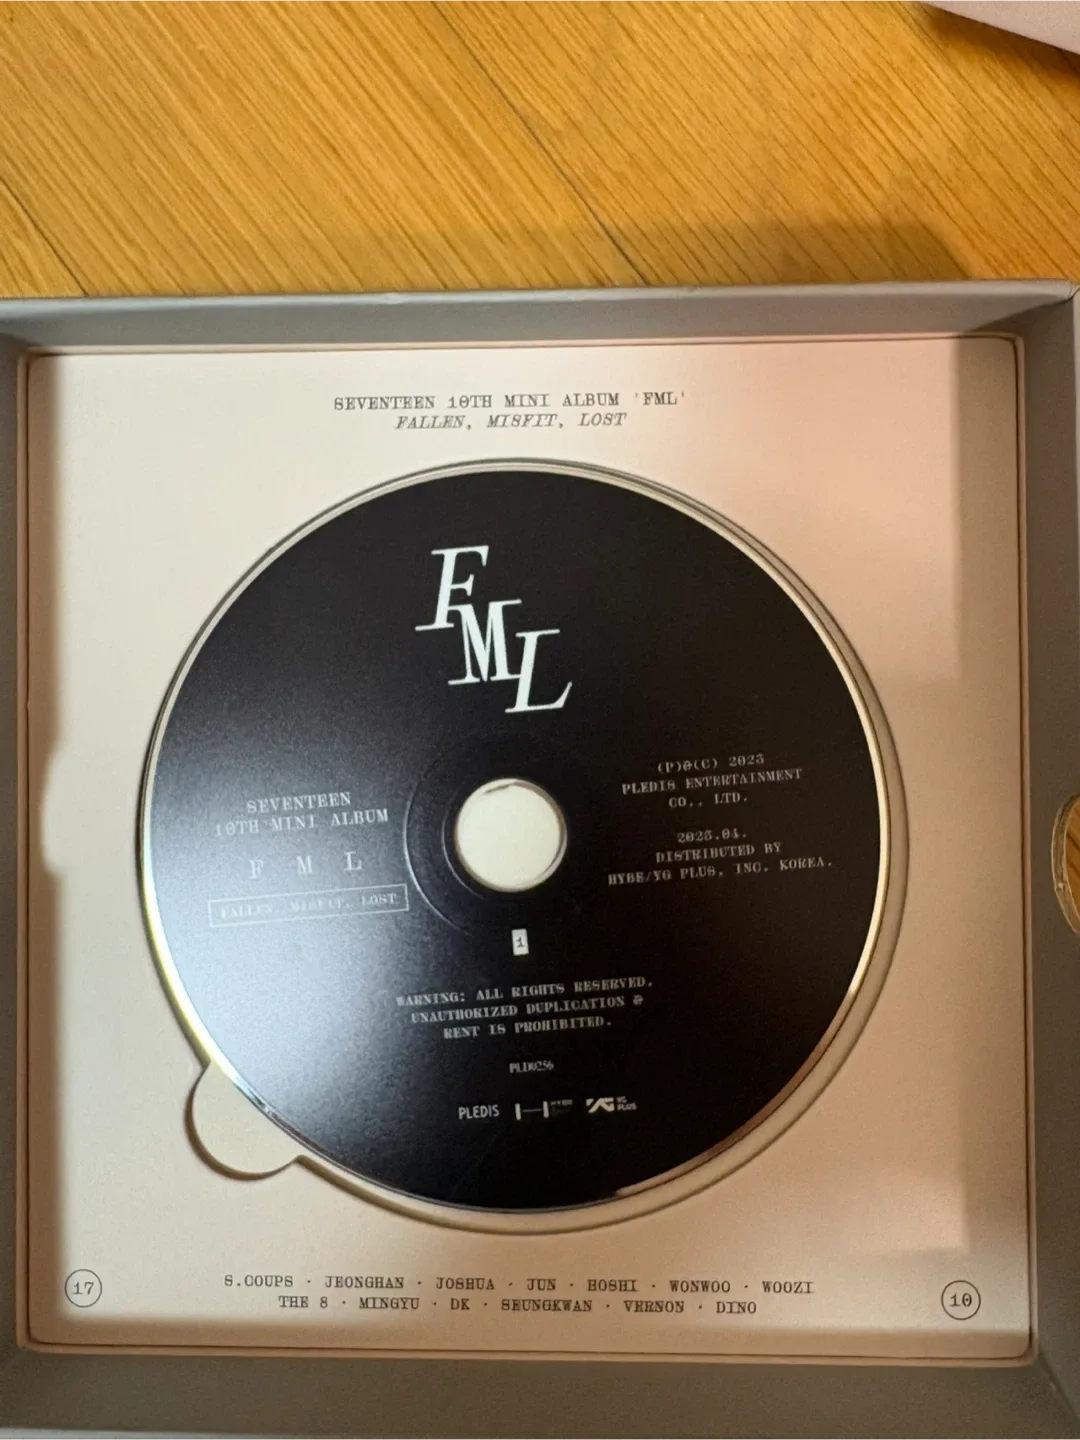 SEVENTEEN 10TH MINI ALBUM 'FML'
FALLEN, MISFIT, LOST
FML
SEVENTEEN
10TH MINI ALBUM
F M L
FALLEN, MISFIT, LOST
(P)&(C) 2023
PLEDIS ENTERTAINMENT
CO., LTD.
2023.04.
DISTRIBUTED BY
HYBE/YG PLUS, INC. KOREA.
1
WARNING: ALL RIGHTS RESERVED.
UNAUTHORIZED DUPLICATION &
RENT IS PROHIBITED.
PLD0256
PLEDIS HYBE YG PLUS
17
S.COUPS · JEONGHAN · JOSHUA · JUN · HOSHI · WONWOO · WOOZI
THE 8 · MINGYU · DK · SEUNGKWAN · VERNON · DINO
10